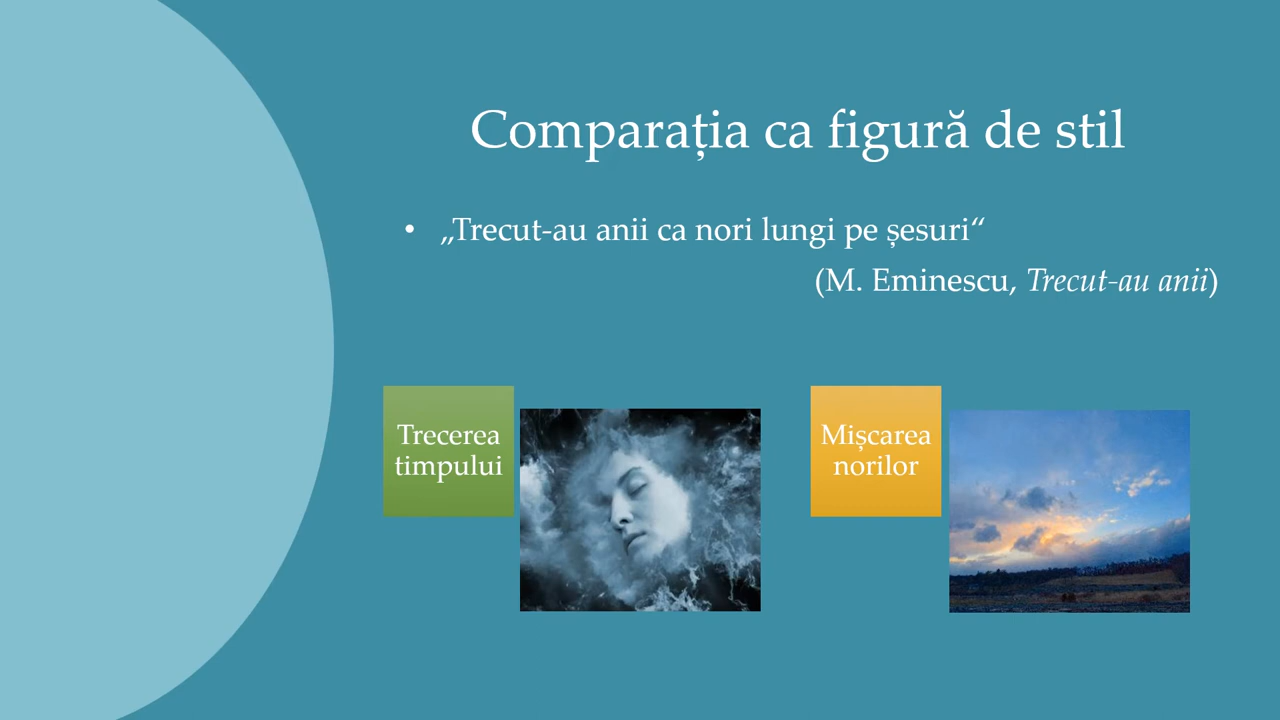 Comparația ca figură de stil
• „Trecut-au anii ca nori lungi pe șesuri“
(M. Eminescu, Trecut-au anii)
Trecerea
timpului
Mișcarea
norilor